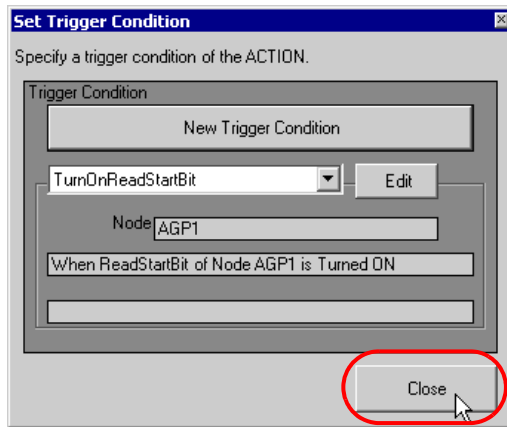 Set Trigger Condition
Specify a trigger condition of the ACTION.
Trigger Condition
New Trigger Condition
TurnOnReadStartBit
Edit
Node AGP1
When ReadStartBit of Node AGP1 is Turned ON
Close